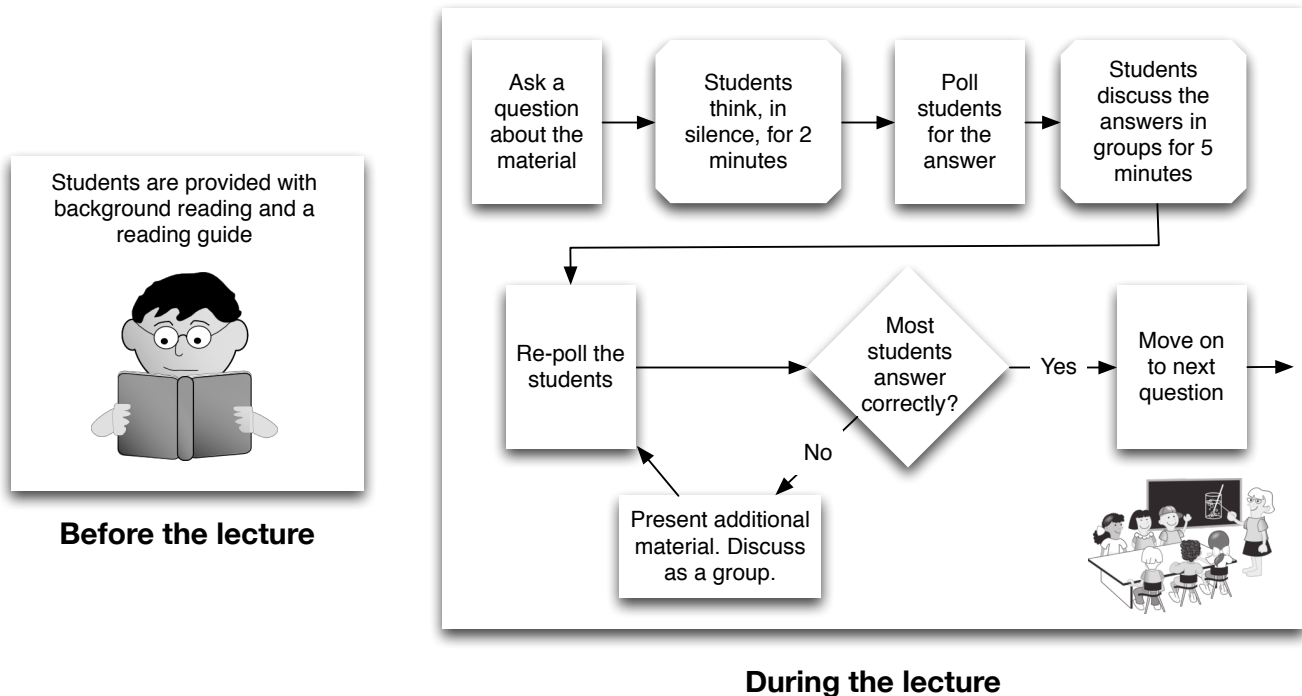 Students are provided with
background reading and a
reading guide
Before the lecture
Ask a
question
about the
material
Students
think, in
silence, for 2
minutes
Poll
students
for the
answer
Students
discuss the
answers in
groups for 5
minutes
Re-poll the
students
Most
students
answer
correctly?
Yes
Move on
to next
question
No
Present additional
material. Discuss
as a group.
During the lecture